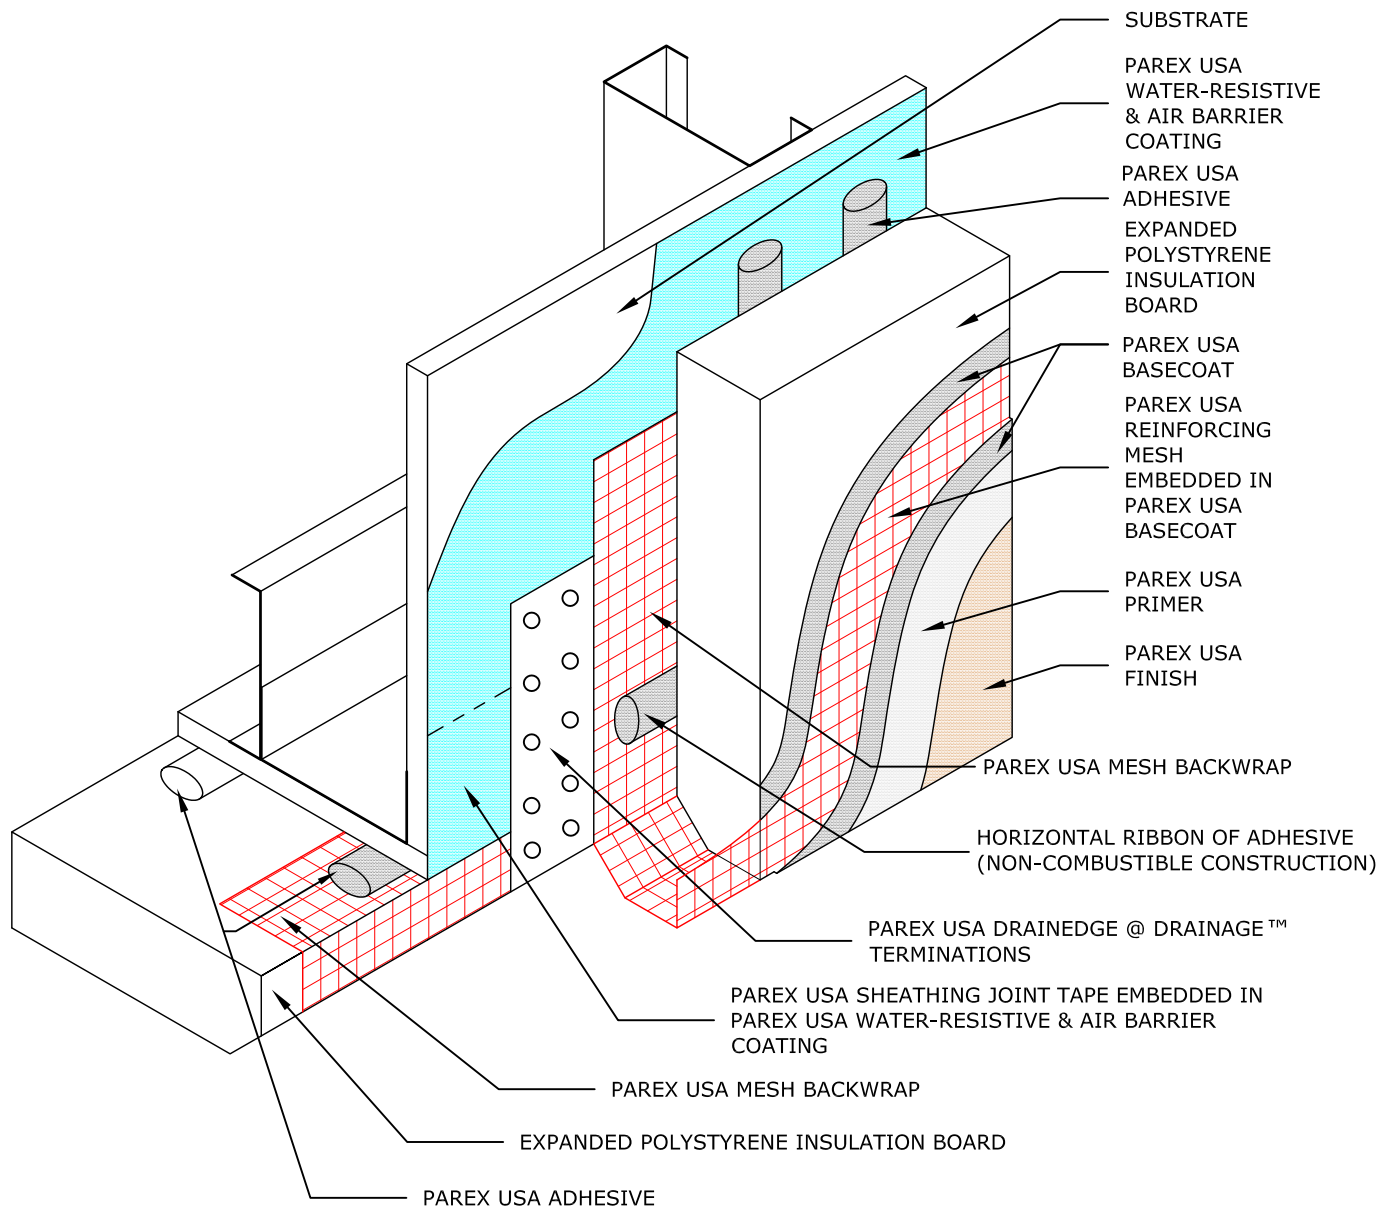 SUBSTRATE
PAREX USA
WATER-RESISTIVE
& AIR BARRIER
COATING
PAREX USA
ADHESIVE
EXPANDED
POLYSTYRENE
INSULATION
BOARD
PAREX USA
BASECOAT
PAREX USA
REINFORCING
MESH
EMBEDDED IN
PAREX USA
BASECOAT
PAREX USA
PRIMER
PAREX USA
FINISH
PAREX USA MESH BACKWRAP
HORIZONTAL RIBBON OF ADHESIVE
(NON-COMBUSTIBLE CONSTRUCTION)
PAREX USA DRAINEDGE @ DRAINAGE™
TERMINATIONS
PAREX USA SHEATHING JOINT TAPE EMBEDDED IN
PAREX USA WATER-RESISTIVE & AIR BARRIER
COATING
PAREX USA MESH BACKWRAP
EXPANDED POLYSTYRENE INSULATION BOARD
PAREX USA ADHESIVE